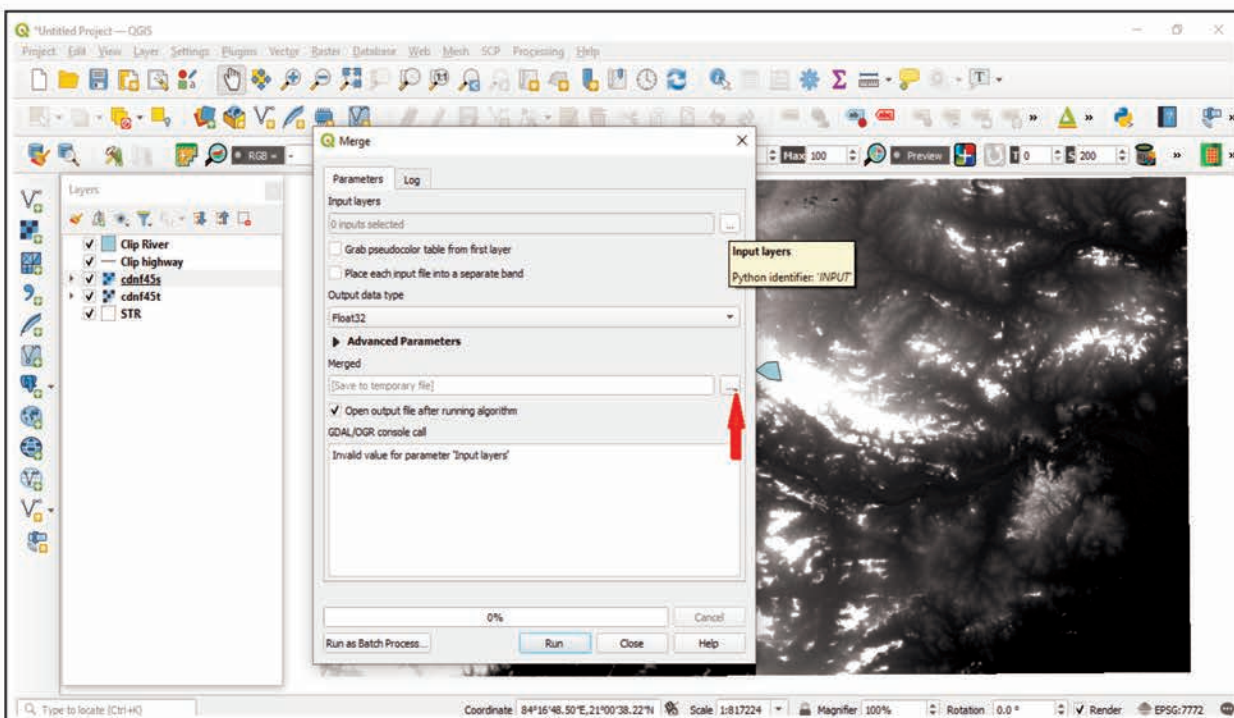 *Untitled Project — QGIS
Project Edit View Layer Settings Plugins Vector Raster Database Web Mesh SCP Processing Help
RGB =
Max 100
Preview
T 0
S 200
Layers
Clip River
Clip highway
cdnf45s
cdnf45t
STR
Merge
Parameters
Log
Input layers
0 inputs selected
...
Grab pseudocolor table from first layer
Place each input file into a separate band
Output data type
Float32
Advanced Parameters
Merged
[Save to temporary file]
...
Open output file after running algorithm
GDAL/OGR console call
Invalid value for parameter 'Input layers'
0%
Cancel
Run as Batch Process...
Run
Close
Help
Input layers
Python identifier: 'INPUT'
Type to locate (Ctrl+K)
Coordinate 84°16'48.50"E,21°00'38.22"N
Scale 1:817224
Magnifier 100%
Rotation 0.0 °
Render
EPSG:7772